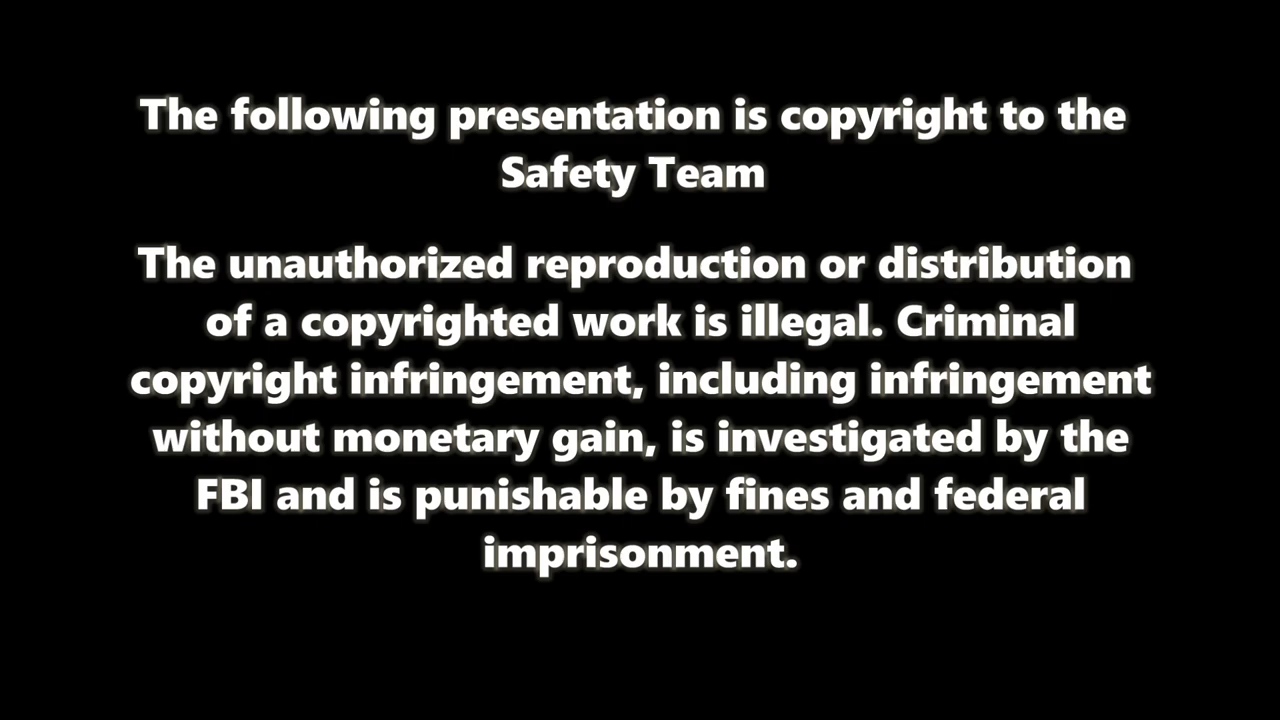 The following presentation is copyright to the
Safety Team
The unauthorized reproduction or distribution
of a copyrighted work is illegal. Criminal
copyright infringement, including infringement
without monetary gain, is investigated by the
FBI and is punishable by fines and federal
imprisonment.